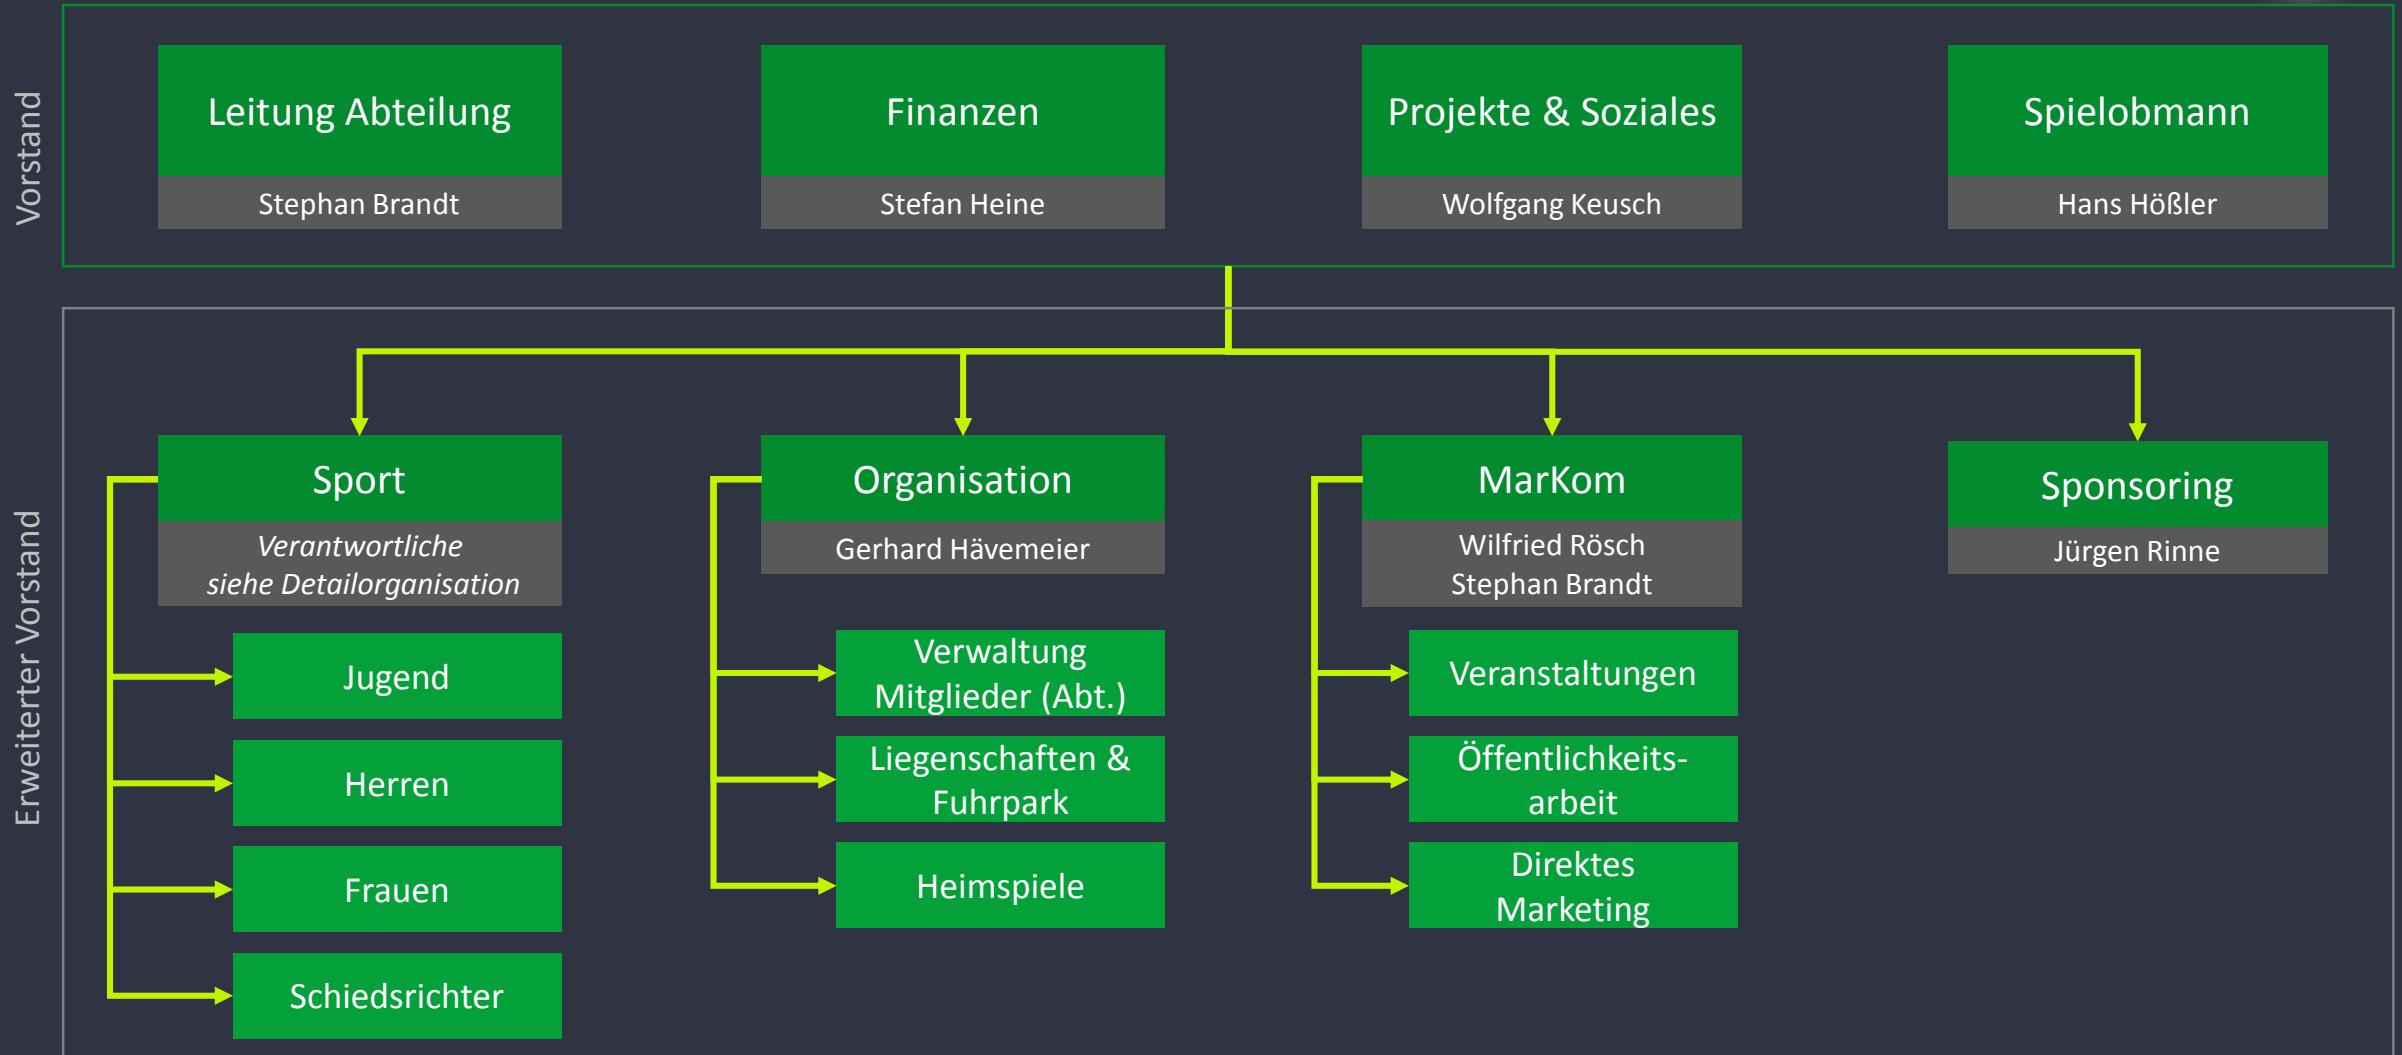 Vorstand
Leitung Abteilung
Stephan Brandt
Finanzen
Stefan Heine
Projekte & Soziales
Wolfgang Keusch
Spielobmann
Hans Hößler
Erweiterter Vorstand
Sport
Verantwortliche
siehe Detailorganisation
Jugend
Herren
Frauen
Schiedsrichter
Organisation
Gerhard Hävemeier
Verwaltung
Mitglieder (Abt.)
Liegenschaften &
Fuhrpark
Heimspiele
MarKom
Wilfried Rösch
Stephan Brandt
Veranstaltungen
Öffentlichkeits-
arbeit
Direktes
Marketing
Sponsoring
Jürgen Rinne